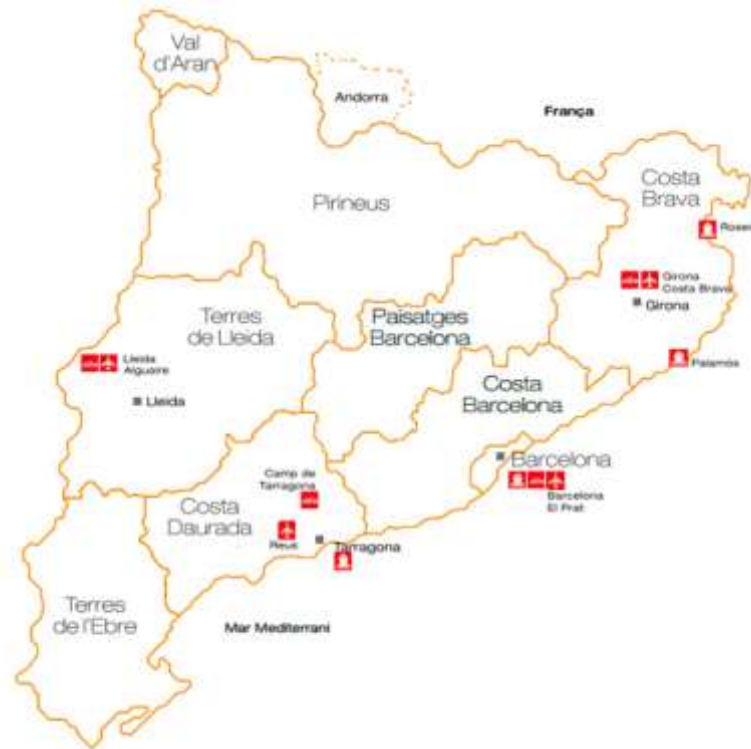 Val
d'Aran
Andorra
França
Costa
Brava
Pirineus
Roses
Girona
Costa Brava
Girona
Terres
de Lleida
Paisatges
Barcelona
Lleida
Alguaire
Palamós
Lleida
Costa
Barcelona
Barcelona
Barcelona
El Prat
Camp de
Tarragona
Costa
Daurada
Reus
Tarragona
Terres
de l'Ebre
Mar Mediterrani